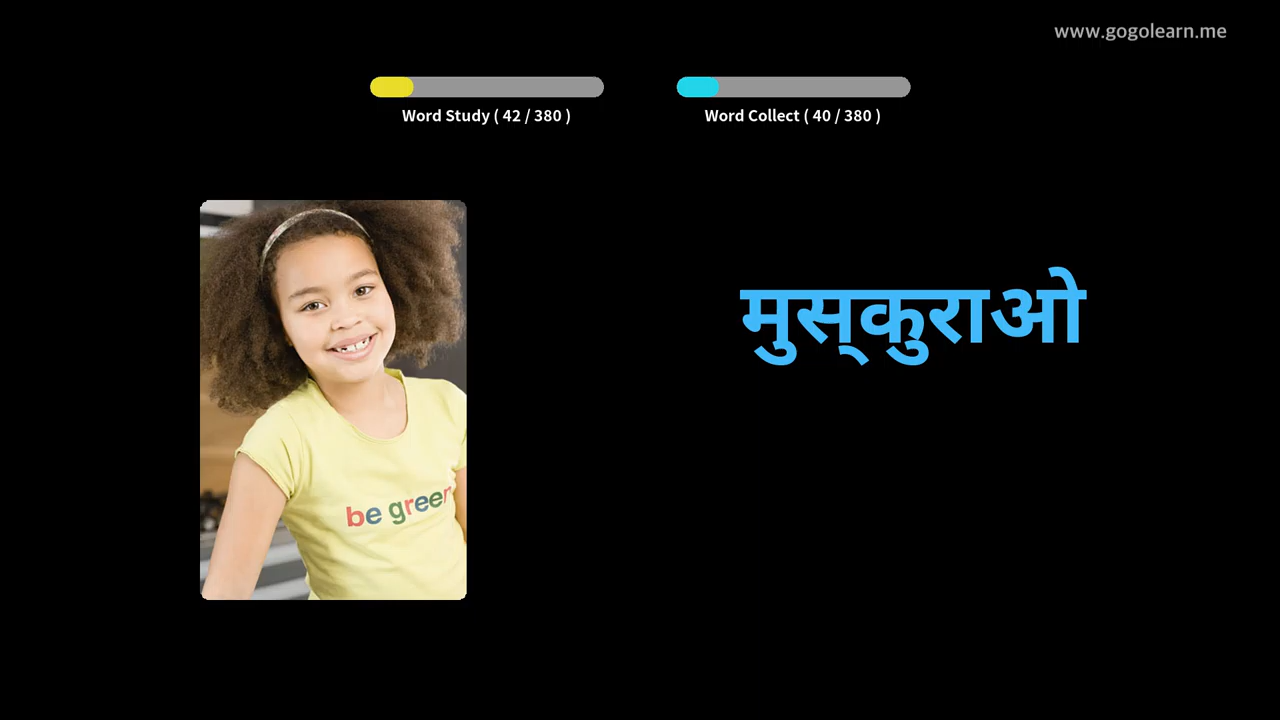 www.gogolearn.me
Word Study ( 42 / 380 )
Word Collect ( 40 / 380 )
मुस्कुराओ
be green